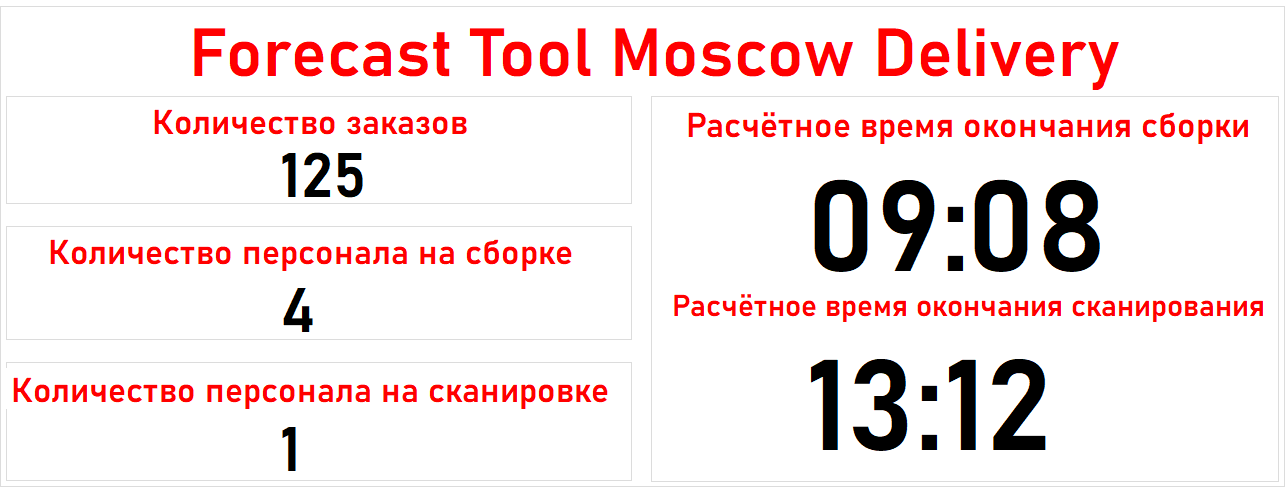 Forecast Tool Moscow Delivery
Количество заказов
125
Количество персонала на сборке
4
Количество персонала на сканировке
1
Расчётное время окончания сборки
09:08
Расчётное время окончания сканирования
13:12